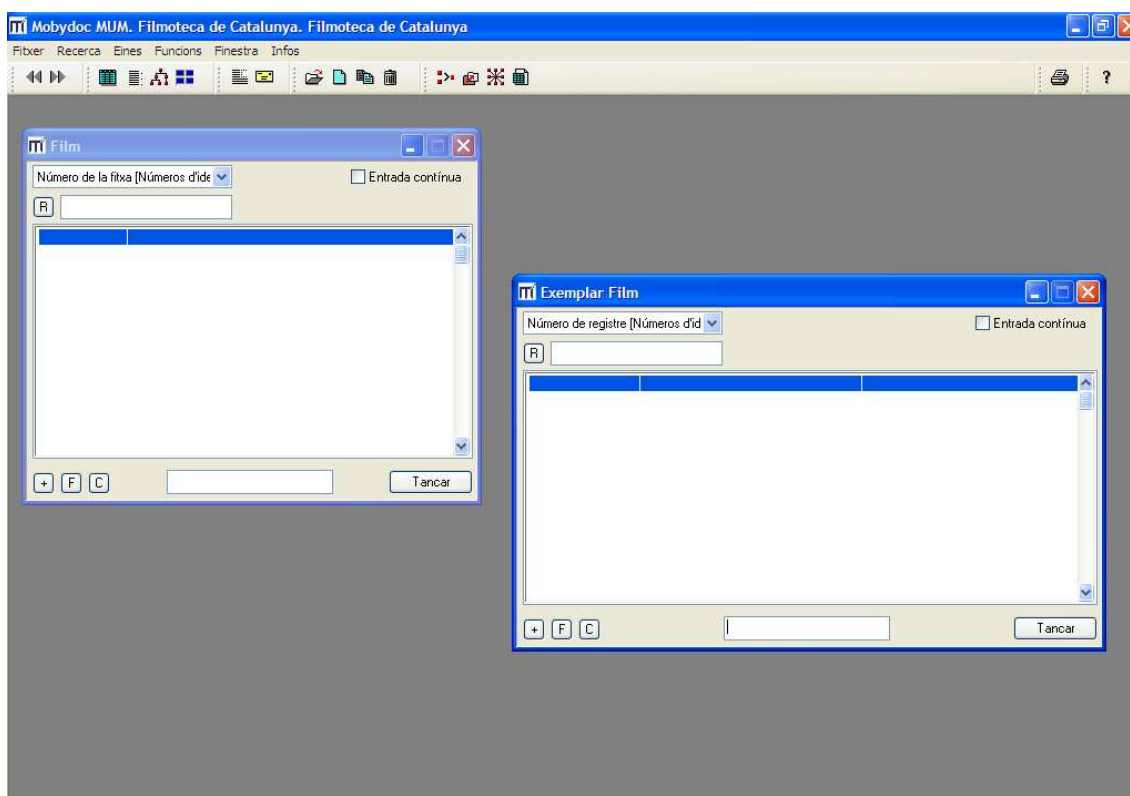 Mobydoc MUM. Filmoteca de Catalunya. Filmoteca de Catalunya
Fitxer Recerca Eines Funcions Finestra Infos
?
Film
Número de la fitxa [Números d'ide
Entrada contínua
R
+ F C
Tancar
Exemplar Film
Número de registre [Números d'id
Entrada contínua
R
+ F C
Tancar